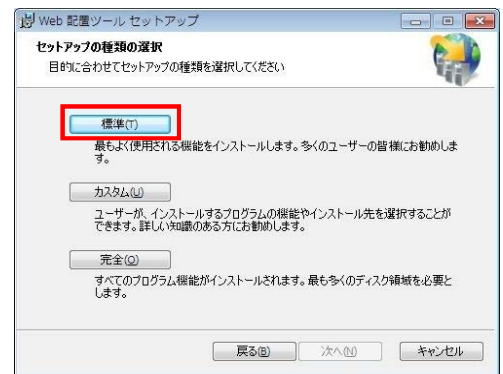 Web 配置ツール セットアップ
セットアップの種類の選択
目的に合わせてセットアップの種類を選択してください
標準(T)
最もよく使用される機能をインストールします。多くのユーザーの皆様にお勧めしま
す。
カスタム(U)
ユーザーが、インストールするプログラムの機能やインストール先を選択することが
できます。詳しい知識のある方にお勧めします。
完全(O)
すべてのプログラム機能がインストールされます。最も多くのディスク領域を必要と
します。
戻る(B) 次へ(N) キャンセル